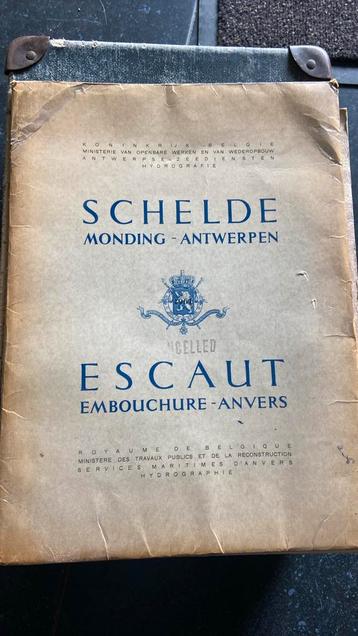 KONINKRIJK BELGIE
MINISTERIE VAN OPENBARE WERKEN EN VAN WEDEROPBOUW
ANTWERPSE ZEEDIENSTEN
HYDROGRAFIE
SCHELDE
MONDING - ANTWERPEN
NCELLED
ESCAUT
EMBOUCHURE - ANVERS
ROYAUME DE BELGIQUE
MINISTERE DES TRAVAUX PUBLICS ET DE LA RECONSTRUCTION
SERVICES MARITIMES D'ANVERS
HYDROGRAPHIE